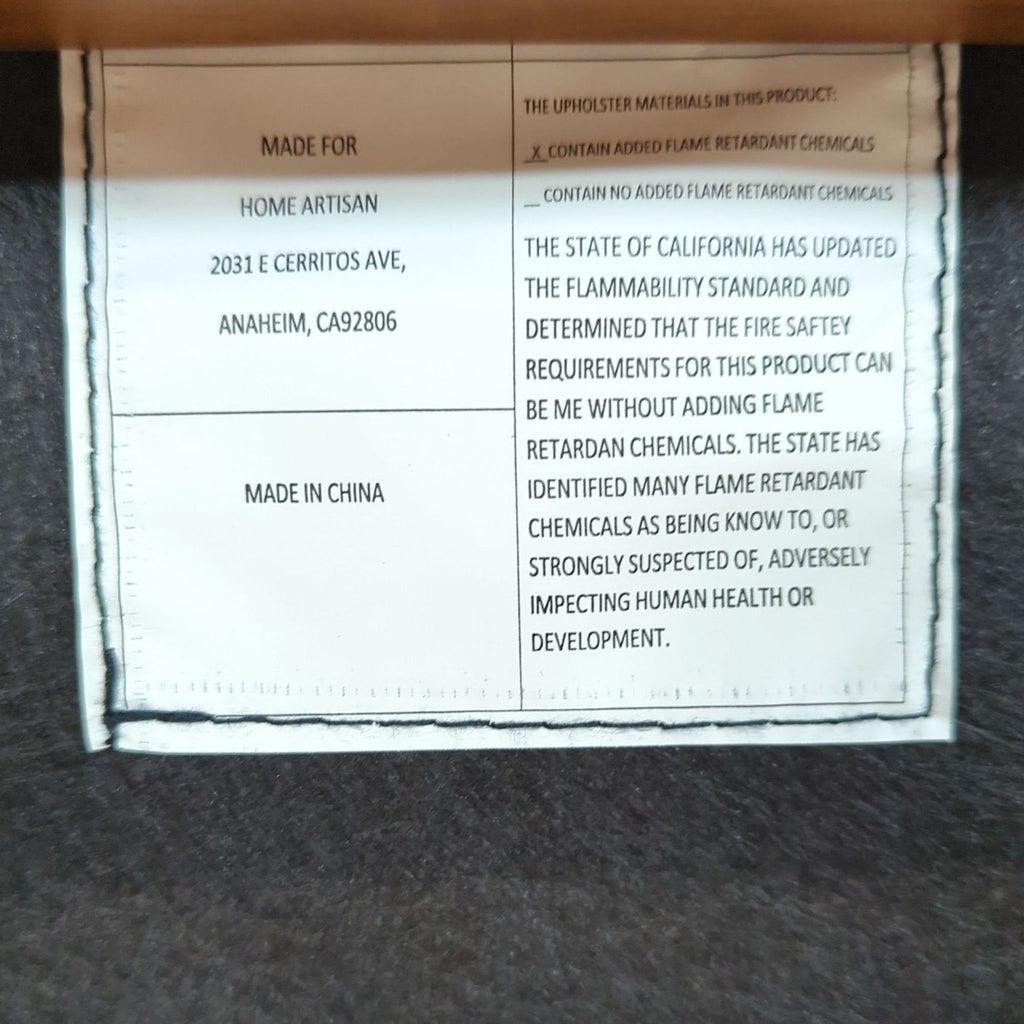 MADE FOR
HOME ARTISAN
2031 E CERRITOS AVE,
ANAHEIM, CA92806
MADE IN CHINA
THE UPHOLSTER MATERIALS IN THIS PRODUCT:
_X_CONTAIN ADDED FLAME RETARDANT CHEMICALS
__ CONTAIN NO ADDED FLAME RETARDANT CHEMICALS
THE STATE OF CALIFORNIA HAS UPDATED
THE FLAMMABILITY STANDARD AND
DETERMINED THAT THE FIRE SAFTEY
REQUIREMENTS FOR THIS PRODUCT CAN
BE ME WITHOUT ADDING FLAME
RETARDAN CHEMICALS. THE STATE HAS
IDENTIFIED MANY FLAME RETARDANT
CHEMICALS AS BEING KNOW TO, OR
STRONGLY SUSPECTED OF, ADVERSELY
IMPECTING HUMAN HEALTH OR
DEVELOPMENT.